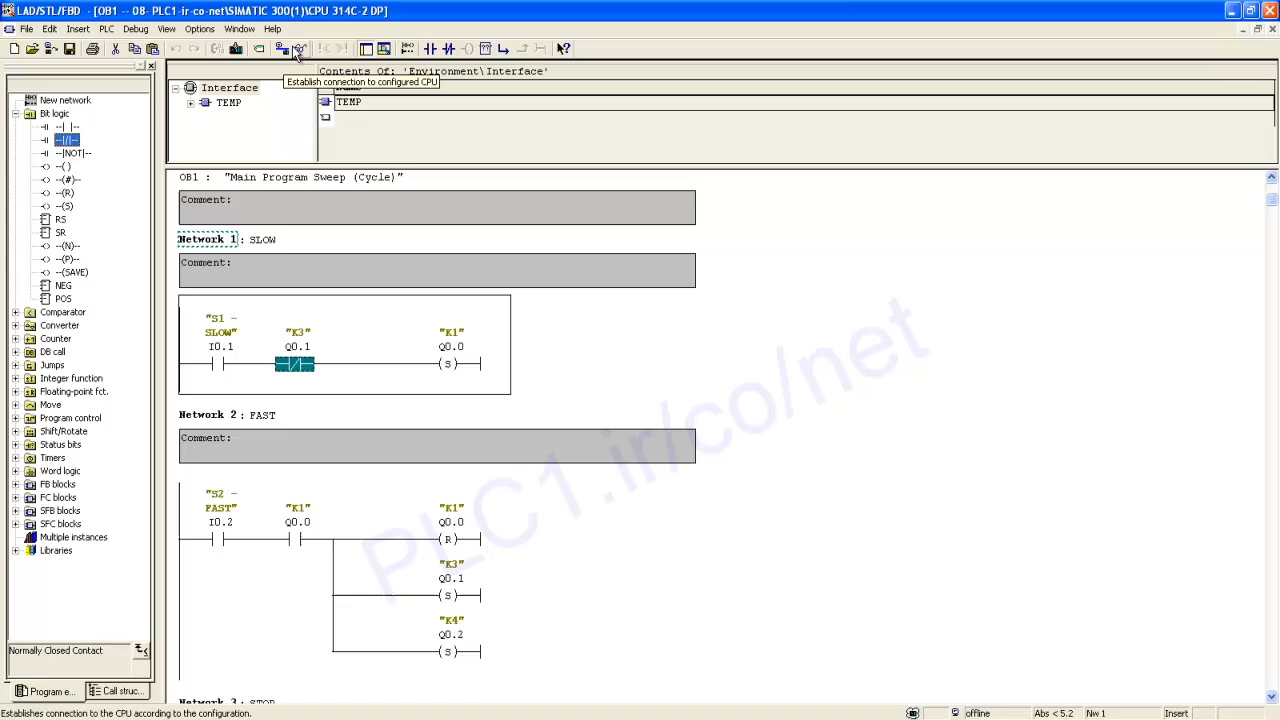 LAD/STL/FBD - [OB1 -- 08- PLC1-ir-co-net\SIMATIC 300(1)\CPU 314C-2 DP]
File Edit Insert PLC Debug View Options Window Help
Contents Of: 'Environment\Interface'
Establish connection to configured CPU
Interface
TEMP
Name
TEMP
New network
Bit logic
--| |--
--|/|--
--|NOT|--
--( )
--(#)--
--(R)
--(S)
RS
SR
--(N)--
--(P)--
--(SAVE)
NEG
POS
Comparator
Converter
Counter
DB call
Jumps
Integer function
Floating-point fct.
Move
Program control
Shift/Rotate
Status bits
Timers
Word logic
FB blocks
FC blocks
SFB blocks
SFC blocks
Multiple instances
Libraries
Normally Closed Contact
Program e...
Call struc...
OB1 : "Main Program Sweep (Cycle)"
Comment:
Network 1: SLOW
Comment:
"S1 -
SLOW" "K3" "K1"
I0.1 Q0.1 Q0.0
(S)
Network 2: FAST
Comment:
"S2 -
FAST" "K1" "K1"
I0.2 Q0.0 Q0.0
(R)
"K3"
Q0.1
(S)
"K4"
Q0.2
(S)
Network 3: STOP
PLC1.ir/co/net
Establishes connection to the CPU according to the configuration.
offline Abs < 5.2 Nw 1 Insert